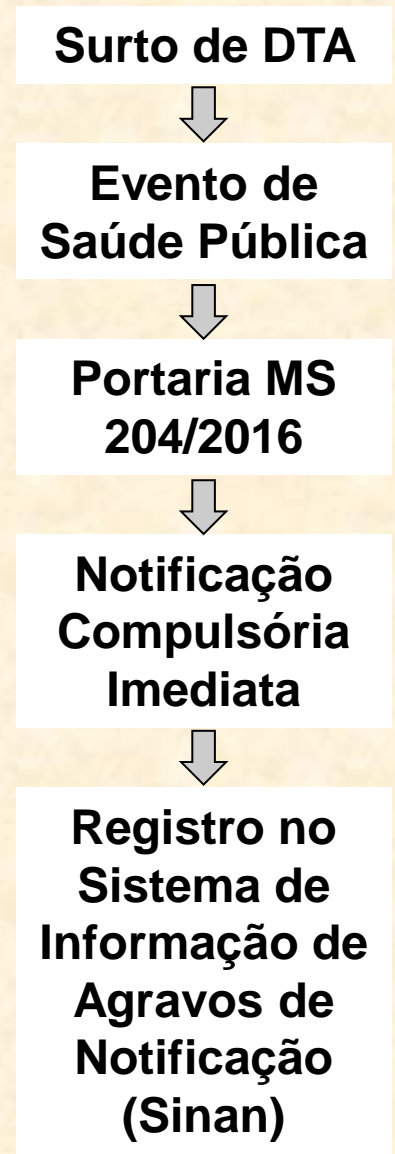 Surto de DTA
Evento de
Saúde Pública
Portaria MS
204/2016
Notificação
Compulsória
Imediata
Registro no
Sistema de
Informação de
Agravos de
Notificação
(Sinan)